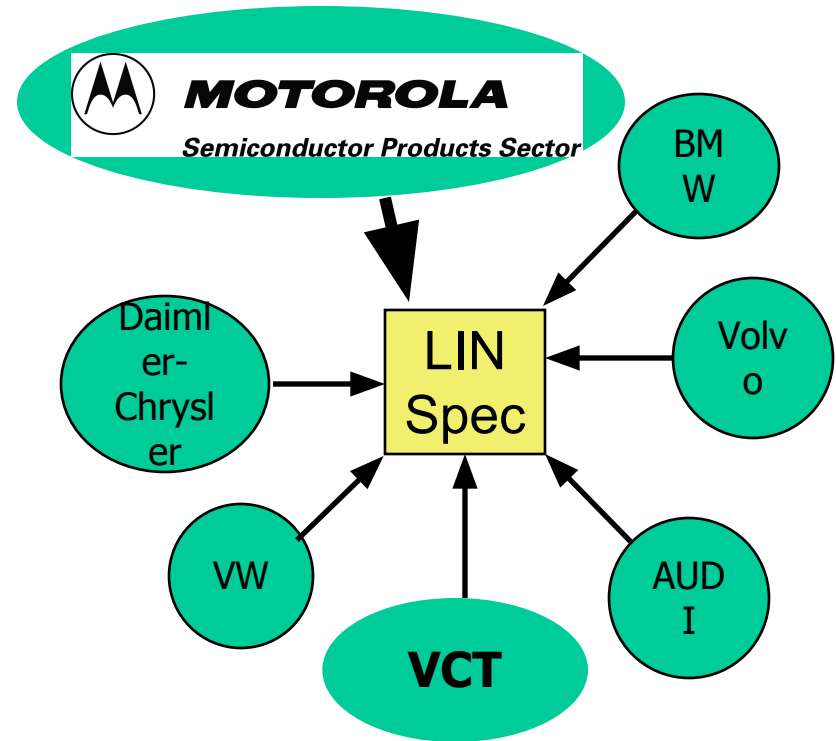 MOTOROLA
Semiconductor Products Sector
BM
W
Daiml
er-
Chrysl
er
LIN
Spec
Volv
o
VW
AUD
I
VCT